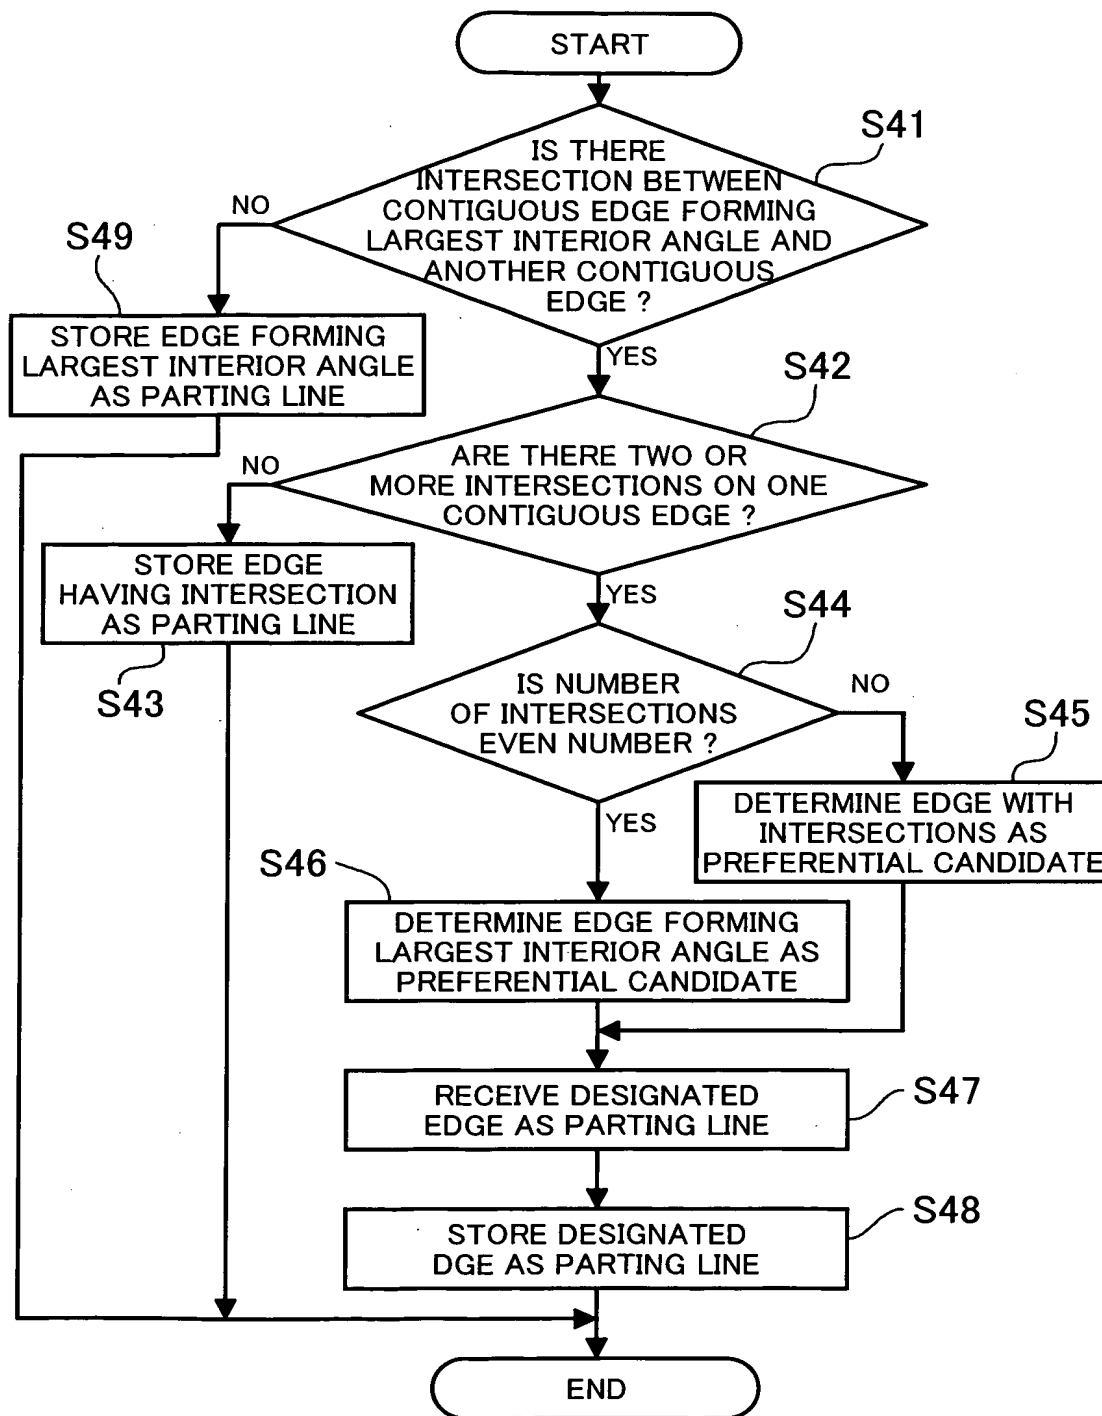 START
S41
IS THERE
INTERSECTION BETWEEN
CONTIGUOUS EDGE FORMING
LARGEST INTERIOR ANGLE AND
ANOTHER CONTIGUOUS
EDGE ?
NO
YES
S49
STORE EDGE FORMING
LARGEST INTERIOR ANGLE
AS PARTING LINE
S42
ARE THERE TWO OR
MORE INTERSECTIONS ON ONE
CONTIGUOUS EDGE ?
NO
YES
STORE EDGE
HAVING INTERSECTION
AS PARTING LINE
S43
S44
IS NUMBER
OF INTERSECTIONS
EVEN NUMBER ?
NO
YES
S45
DETERMINE EDGE WITH
INTERSECTIONS AS
PREFERENTIAL CANDIDATE
S46
DETERMINE EDGE FORMING
LARGEST INTERIOR ANGLE AS
PREFERENTIAL CANDIDATE
S47
RECEIVE DESIGNATED
EDGE AS PARTING LINE
S48
STORE DESIGNATED
DGE AS PARTING LINE
END